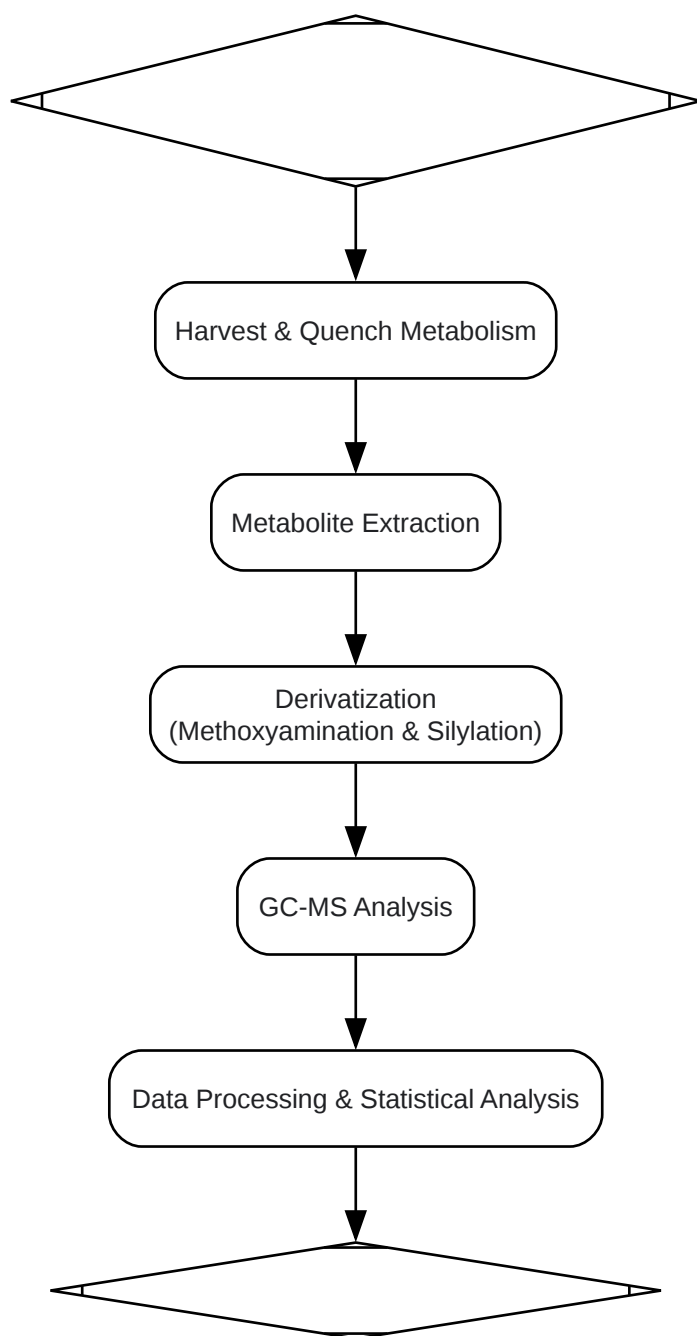 Harvest & Quench Metabolism
Metabolite Extraction
Derivatization
(Methoxyamination & Silylation)
GC-MS Analysis
Data Processing & Statistical Analysis